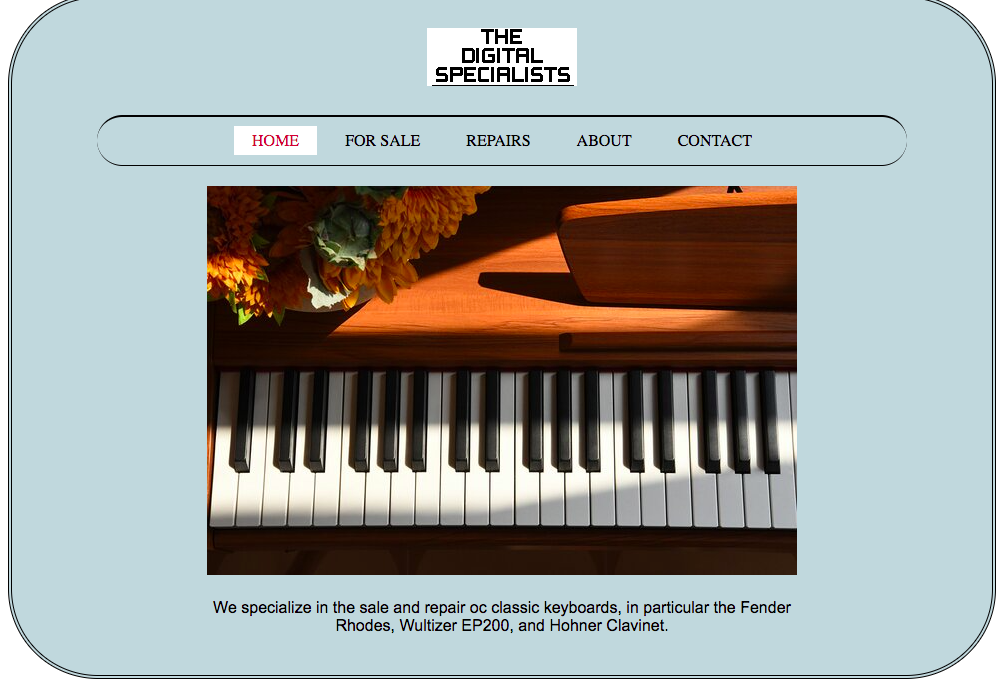 THE
DIGITAL
SPECIALISTS
HOME FOR SALE REPAIRS ABOUT CONTACT
We specialize in the sale and repair oc classic keyboards, in particular the Fender
Rhodes, Wultizer EP200, and Hohner Clavinet.